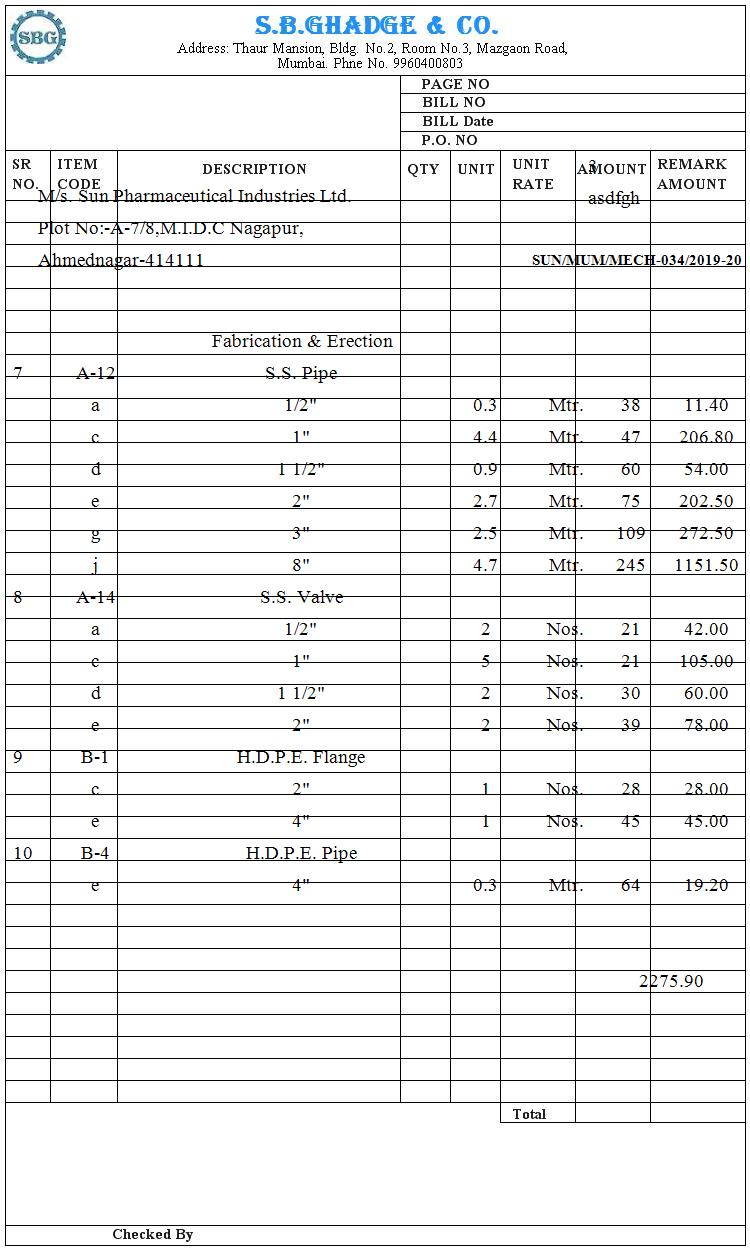 SBG
S.B.GHADGE & CO.
Address: Thaur Mansion, Bldg. No.2, Room No.3, Mazgaon Road,
Mumbai. Phne No. 9960400803
PAGE NO
BILL NO
BILL Date
P.O. NO
SR NO. ITEM CODE DESCRIPTION QTY UNIT UNIT RATE AMOUNT REMARK AMOUNT
3
M/s. Sun Pharmaceutical Industries Ltd. asdfgh
Plot No:-A-7/8,M.I.D.C Nagapur,
Ahmednagar-414111 SUN/MUM/MECH-034/2019-20
Fabrication & Erection
7 A-12 S.S. Pipe
a 1/2" 0.3 Mtr. 38 11.40
c 1" 4.4 Mtr. 47 206.80
d 1 1/2" 0.9 Mtr. 60 54.00
e 2" 2.7 Mtr. 75 202.50
g 3" 2.5 Mtr. 109 272.50
j 8" 4.7 Mtr. 245 1151.50
8 A-14 S.S. Valve
a 1/2" 2 Nos. 21 42.00
c 1" 5 Nos. 21 105.00
d 1 1/2" 2 Nos. 30 60.00
e 2" 2 Nos. 39 78.00
9 B-1 H.D.P.E. Flange
c 2" 1 Nos. 28 28.00
e 4" 1 Nos. 45 45.00
10 B-4 H.D.P.E. Pipe
e 4" 0.3 Mtr. 64 19.20
2275.90
Total
Checked By